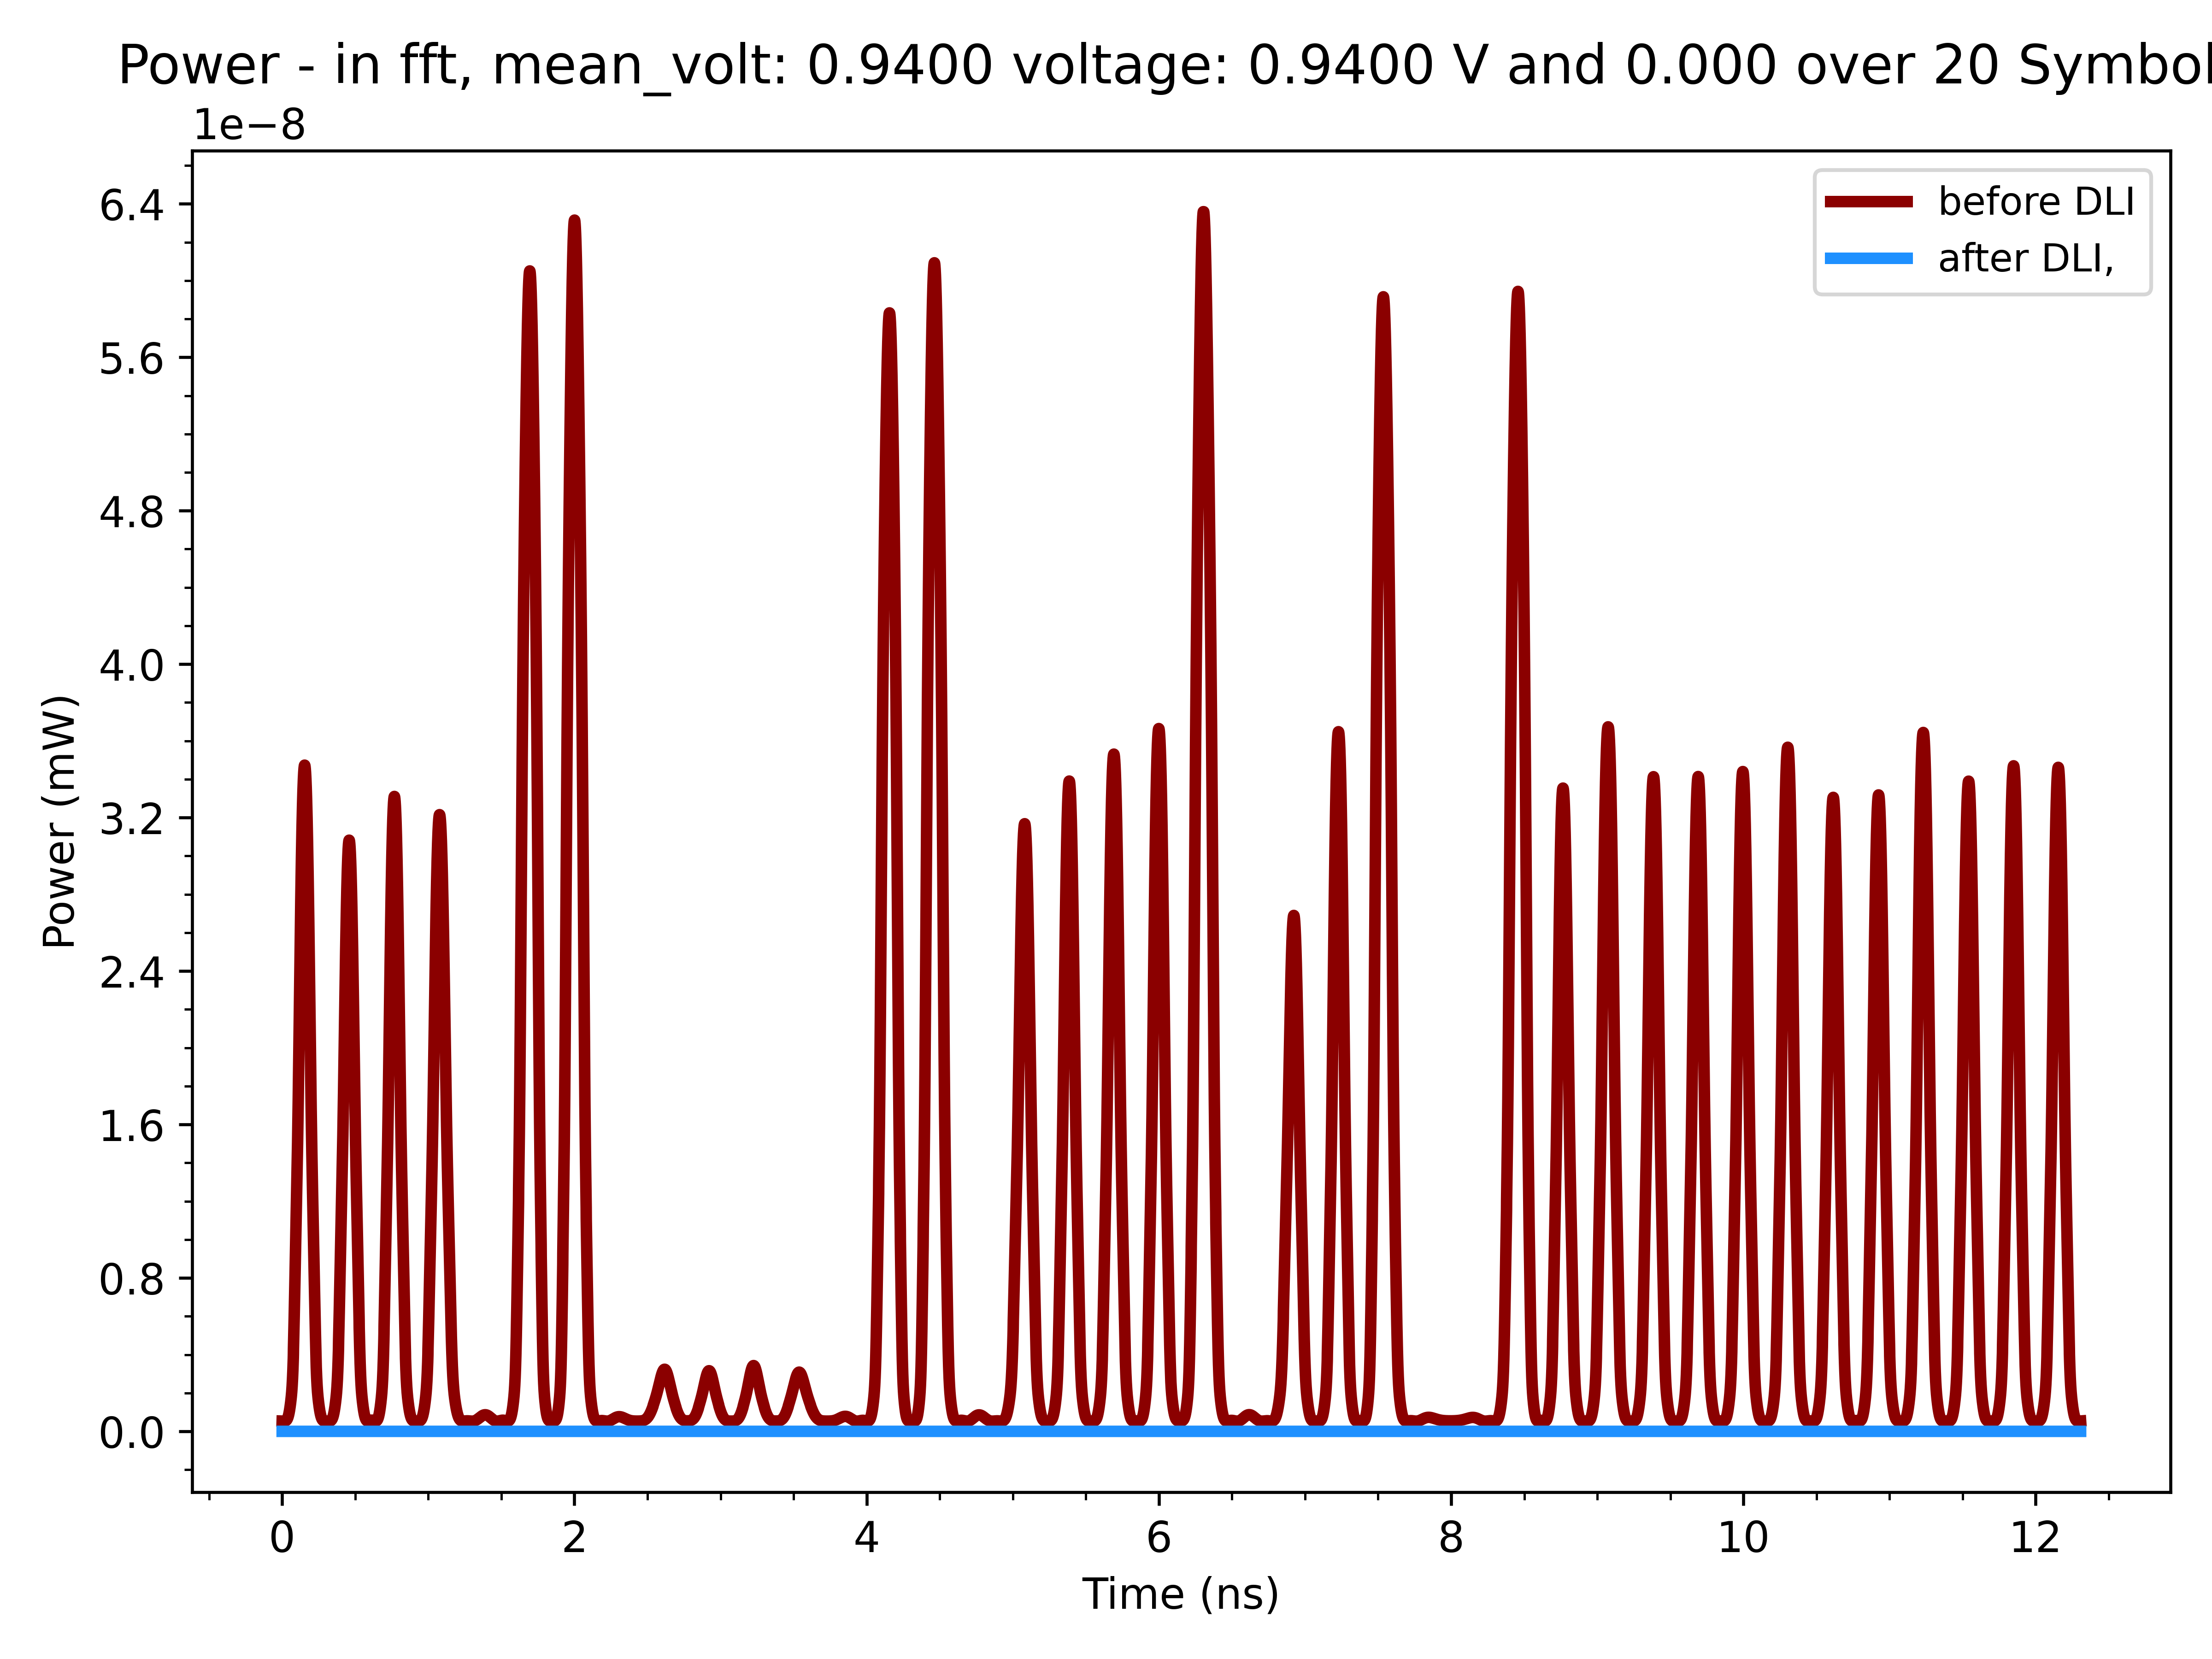 Power - in fft, mean_volt: 0.9400 voltage: 0.9400 V and 0.000 over 20 Symbol
1e−8
before DLI
after DLI,
6.4
5.6
4.8
4.0
3.2
2.4
1.6
0.8
0.0
Power (mW)
0 2 4 6 8 10 12
Time (ns)